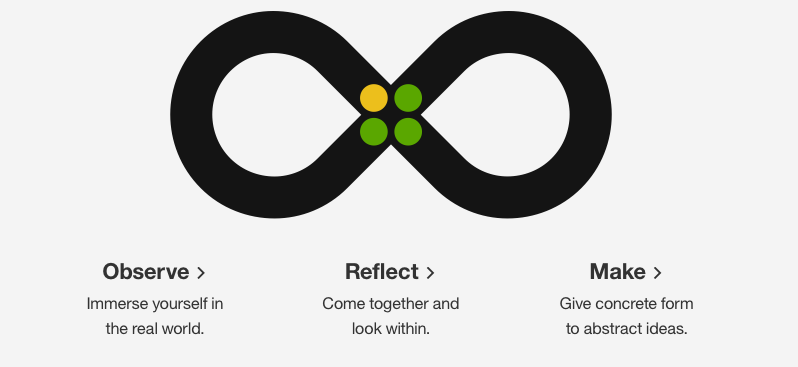 Observe >
Immerse yourself in
the real world.
Reflect >
Come together and
look within.
Make >
Give concrete form
to abstract ideas.